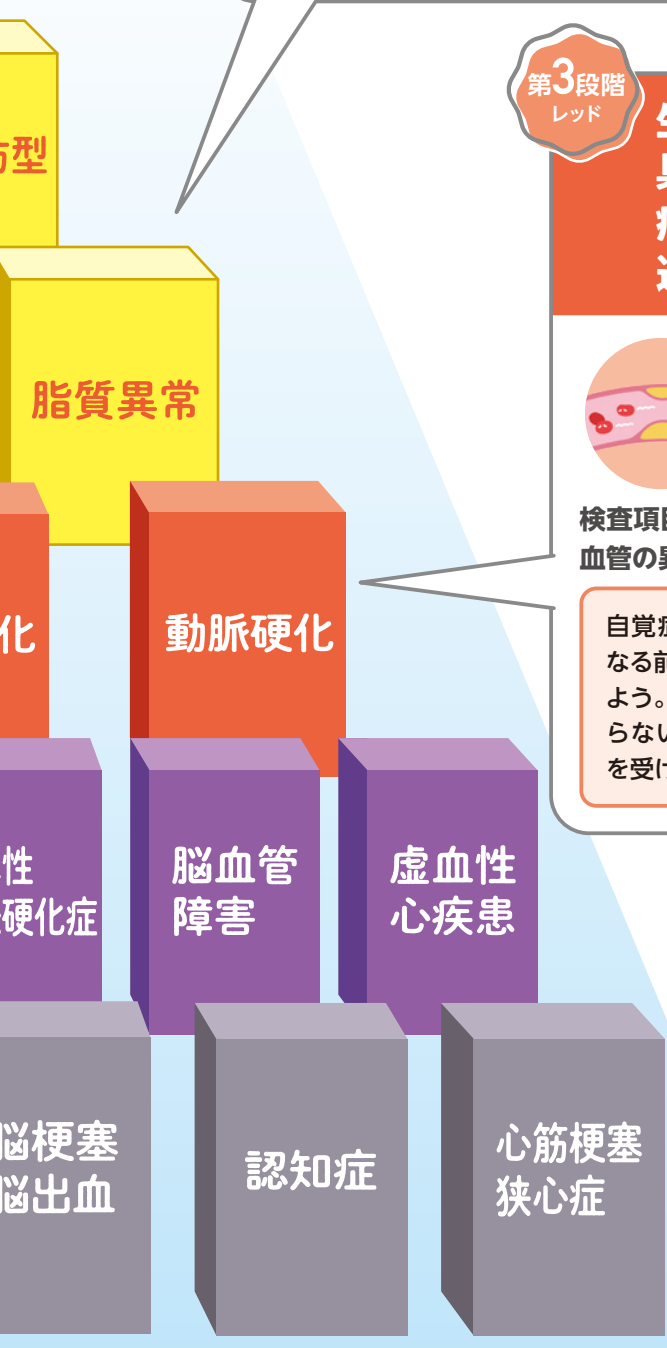 第3段階
レッド
型
脂質異常
検査項
血管の
化
動脈硬化
自覚
なる前
よう。
らない
を受け
性
硬化症
脳血管
障害
虚血性
心疾患
脳梗塞
脳出血
認知症
心筋梗塞
狭心症